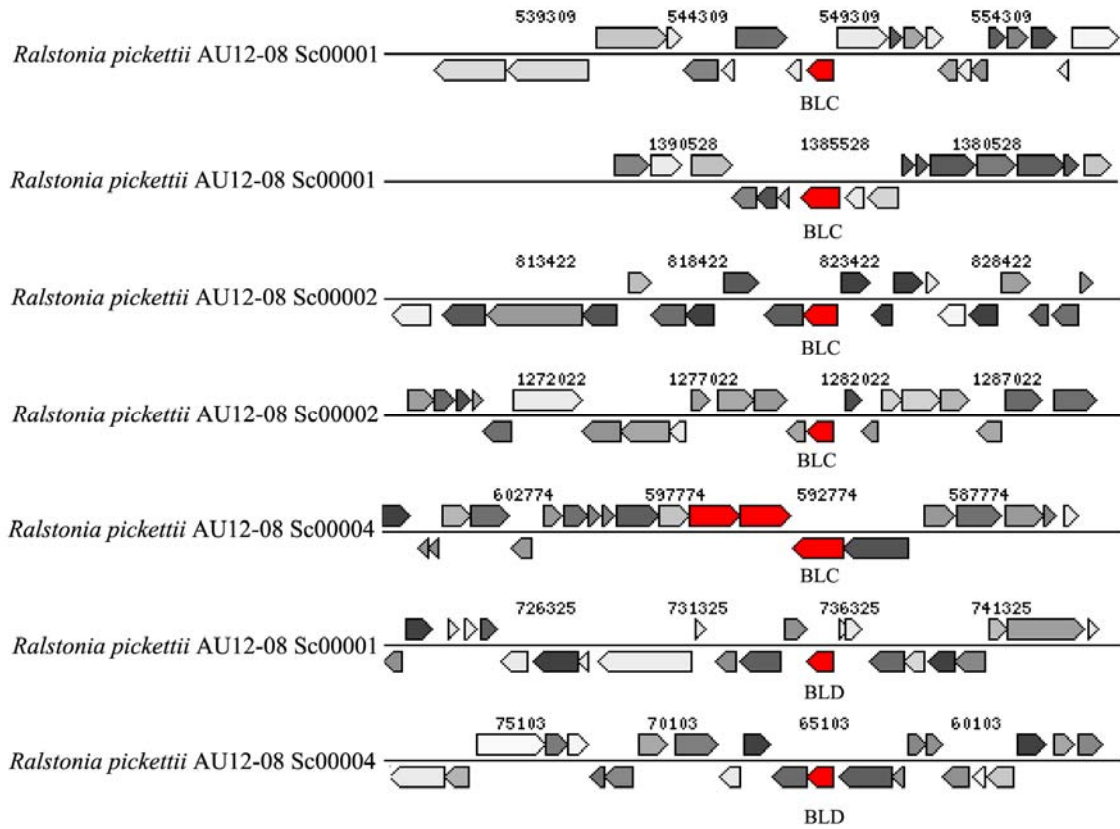 539309 544309 549309 554309
Ralstonia pickettii AU12-08 Sc00001
BLC
1390528 1385528 1380528
Ralstonia pickettii AU12-08 Sc00001
BLC
813422 818422 823422 828422
Ralstonia pickettii AU12-08 Sc00002
BLC
1272022 1277022 1282022 1287022
Ralstonia pickettii AU12-08 Sc00002
BLC
602774 597774 592774 587774
Ralstonia pickettii AU12-08 Sc00004
BLC
726325 731325 736325 741325
Ralstonia pickettii AU12-08 Sc00001
BLD
75103 70103 65103 60103
Ralstonia pickettii AU12-08 Sc00004
BLD